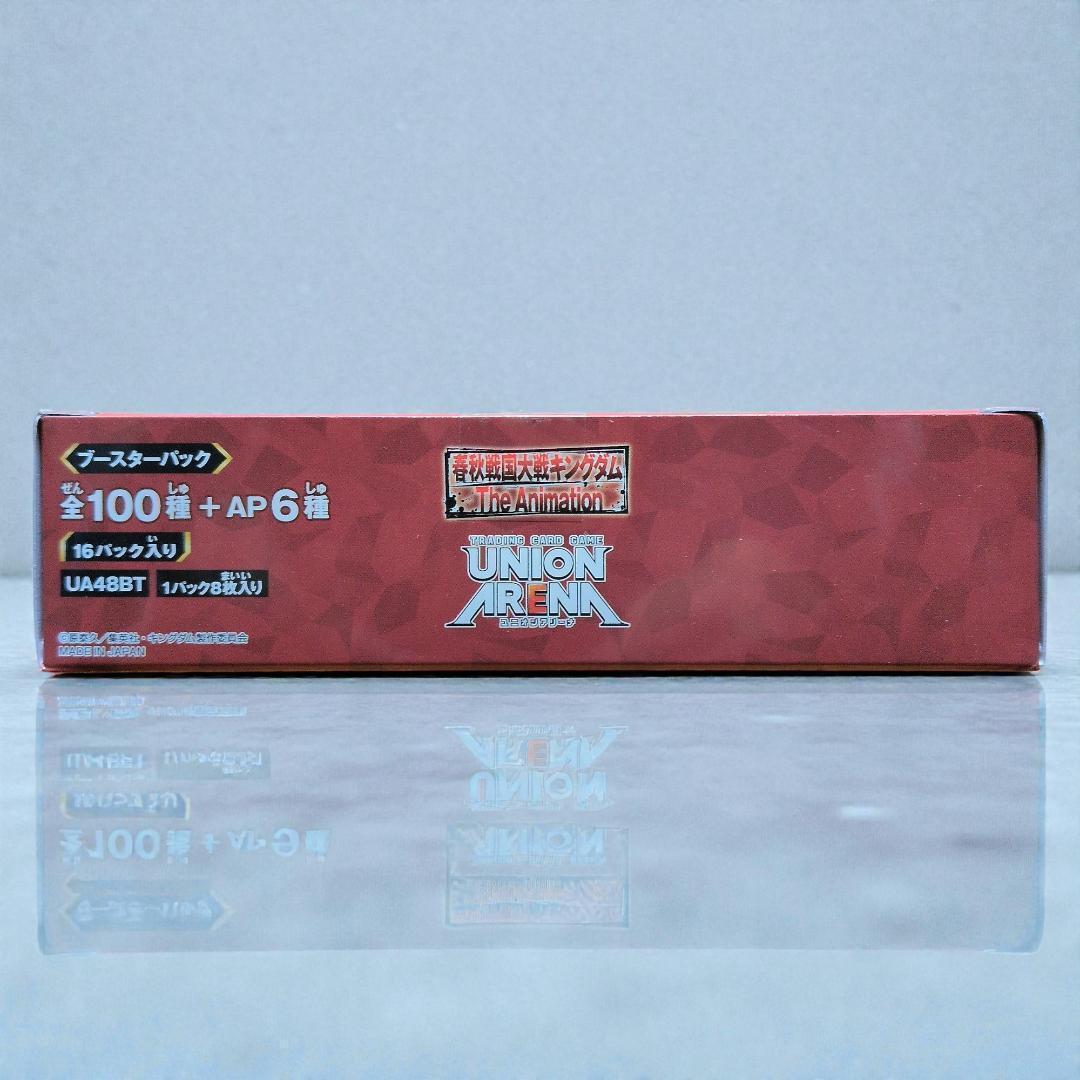 ブースターパック
全100種+AP6種
ぜん しゅ しゅ
16パック入り
い
UA48BT 1パック8枚入り
まいい
©原泰久/集英社・キングダム製作委員会
MADE IN JAPAN
春秋戦国大戦キングダム
The Animation
TRADING CARD GAME
UNION
ARENA
ユニオンアリーナ